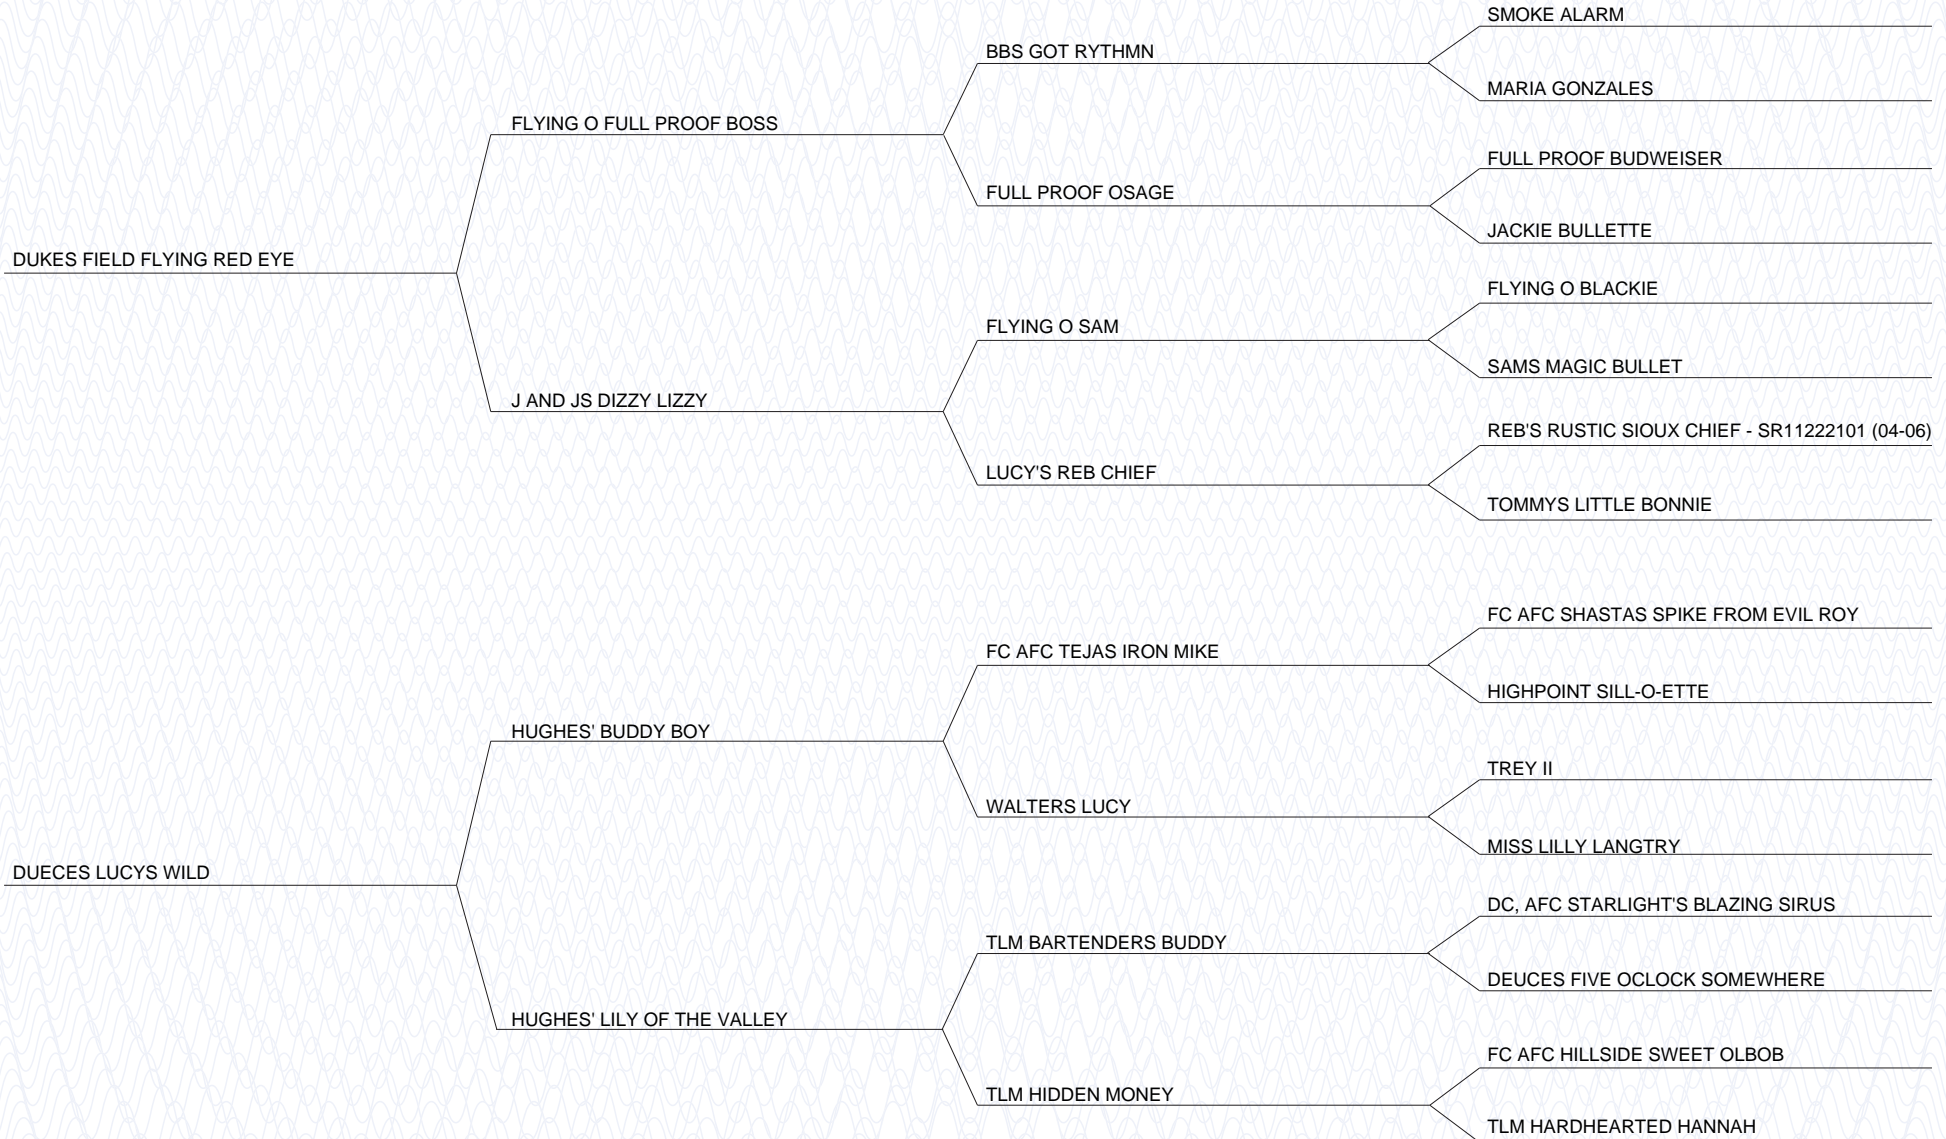 SMOKE ALARM
BBS GOT RYTHMN
MARIA GONZALES
FLYING O FULL PROOF BOSS
FULL PROOF BUDWEISER
FULL PROOF OSAGE
JACKIE BULLETTE
DUKES FIELD FLYING RED EYE
FLYING O BLACKIE
FLYING O SAM
SAMS MAGIC BULLET
J AND JS DIZZY LIZZY
REB'S RUSTIC SIOUX CHIEF - SR11222101 (04-06)
LUCY'S REB CHIEF
TOMMYS LITTLE BONNIE
FC AFC SHASTAS SPIKE FROM EVIL ROY
FC AFC TEJAS IRON MIKE
HIGHPOINT SILL-O-ETTE
HUGHES' BUDDY BOY
TREY II
WALTERS LUCY
MISS LILLY LANGTRY
DUECES LUCYS WILD
DC, AFC STARLIGHT'S BLAZING SIRUS
TLM BARTENDERS BUDDY
DEUCES FIVE OCLOCK SOMEWHERE
HUGHES' LILY OF THE VALLEY
FC AFC HILLSIDE SWEET OLBOB
TLM HIDDEN MONEY
TLM HARDHEARTED HANNAH